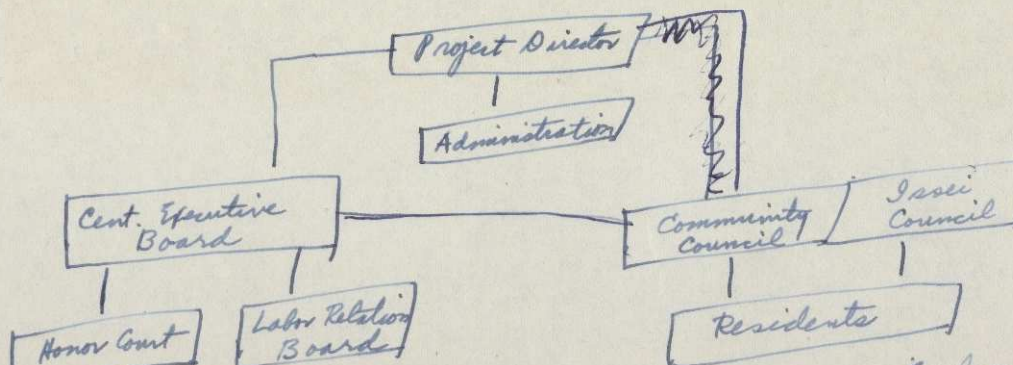 Project Director
Administration
Cent. Executive
Board
Community
Council
Issei
Council
Honor Court
Labor Relation
Board
Residents